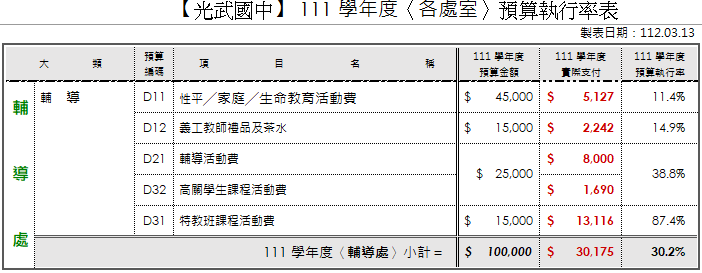 【光武國中】 111 學年度〈各處室〉預算執行率表
製表日期：112.03.13
大 類 預算編碼 項 目 名 稱 111 學年度預算金額 111 學年度實際支付 111 學年度預算執行率
輔導處
輔 導 D11 性平╱家庭╱生命教育活動費 $ 45,000 $ 5,127 11.4%
D12 義工教師禮品及茶水 $ 15,000 $ 2,242 14.9%
D21 輔導活動費 $ 25,000 $ 8,000 38.8%
D32 高關學生課程活動費 $ 1,690
D31 特教班課程活動費 $ 15,000 $ 13,116 87.4%
111 學年度〈輔導處〉小計＝ $ 100,000 $ 30,175 30.2%